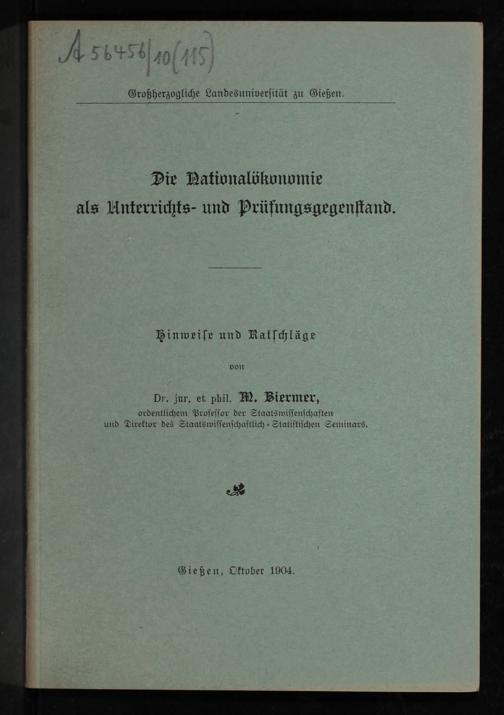 A 56456/10(115)
Großherzogliche Landesuniversität zu Gießen.
Die Nationalökonomie
als Unterrichts- und Prüfungsgegenstand.
Hinweise und Ratschläge
von
Dr. jur. et phil. M. Biermer,
ordentlichem Professor der Staatswissenschaften
und Direktor des Staatswissenschaftlich-Statistischen Seminars.
Gießen, Oktober 1904.